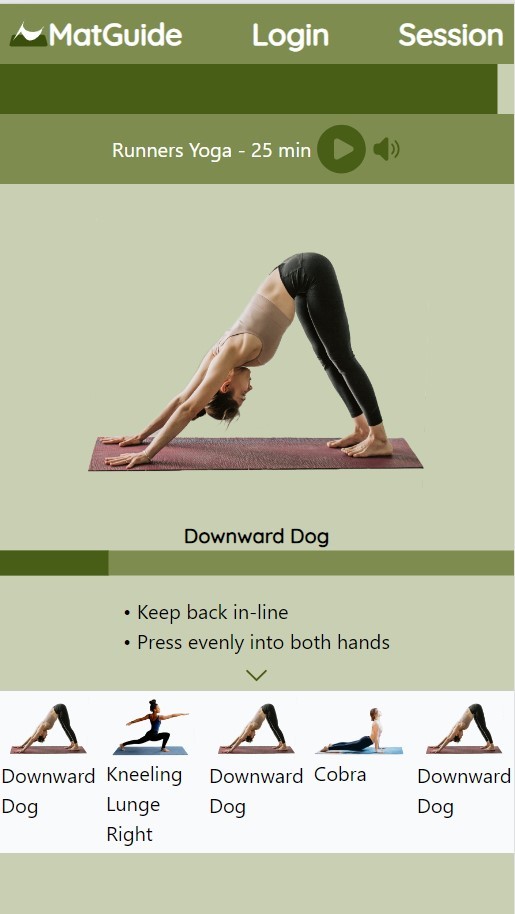 MatGuide Login Session
Runners Yoga - 25 min
Downward Dog
• Keep back in-line
• Press evenly into both hands
Downward
Dog
Kneeling
Lunge
Right
Downward
Dog
Cobra
Downward
Dog